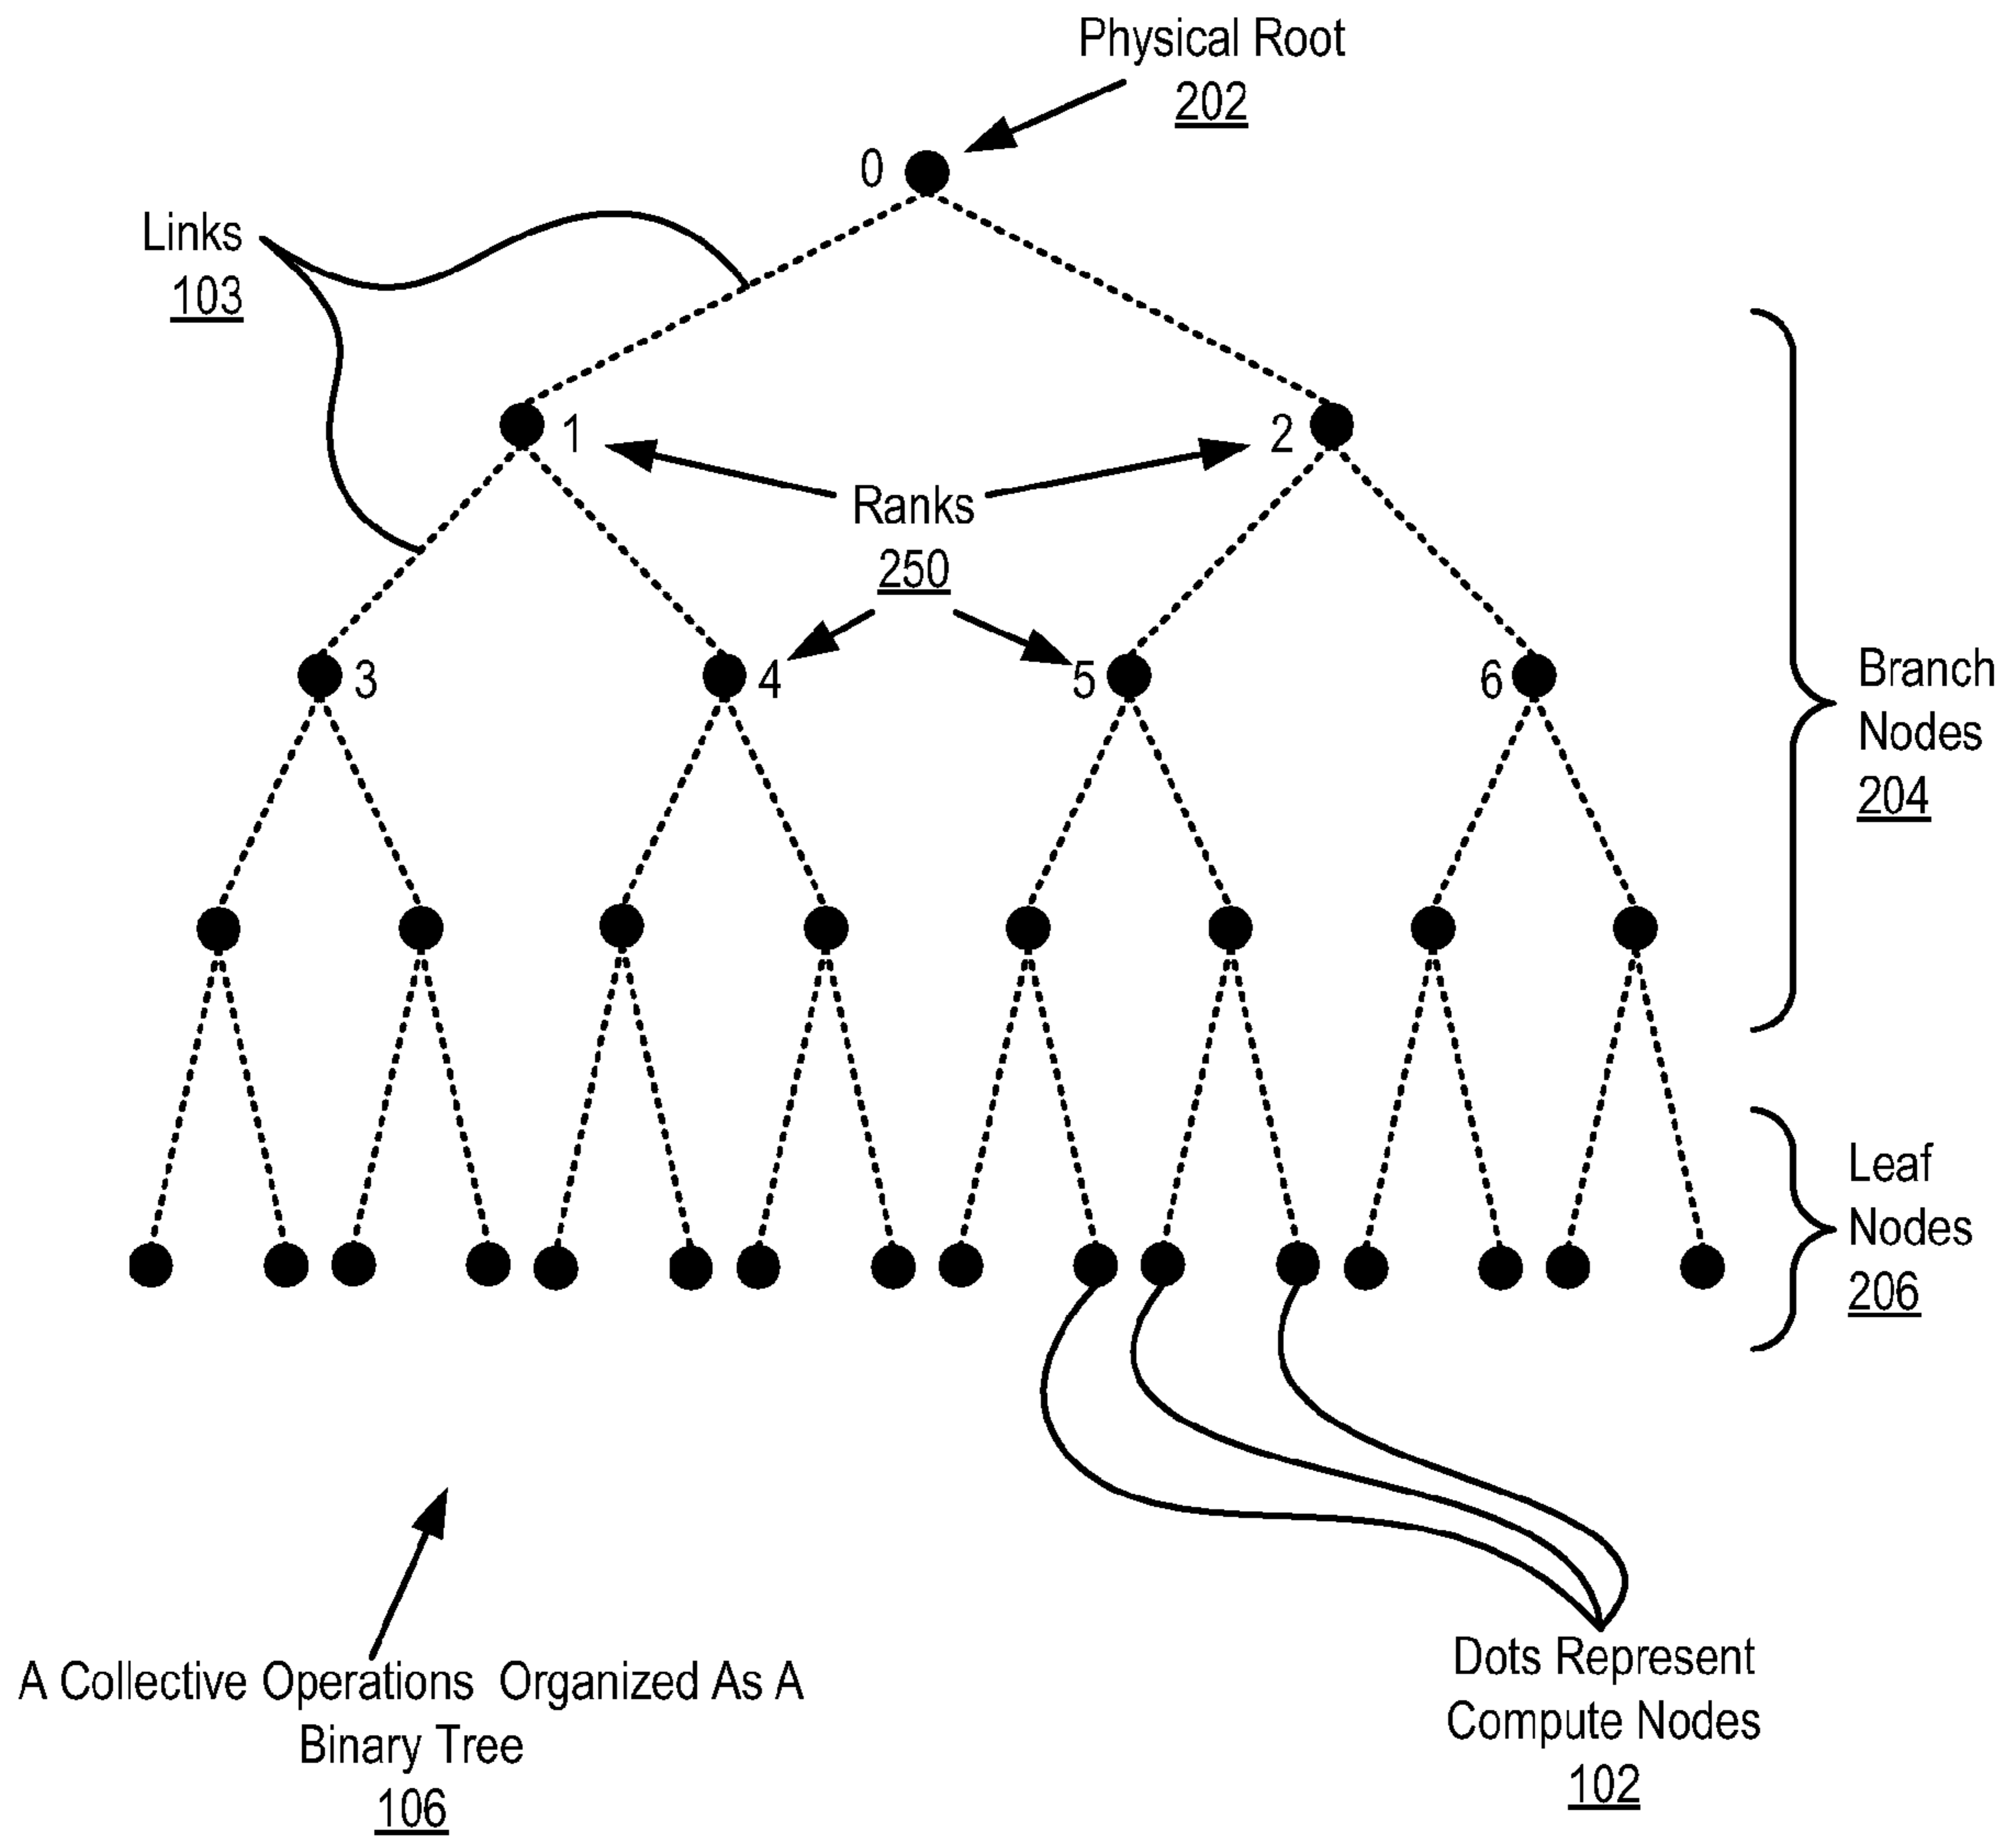 Physical Root
202
0
Links
103
1
2
Ranks
250
3
4
5
6
Branch
Nodes
204
Leaf
Nodes
206
A Collective Operations Organized As A
Binary Tree
106
Dots Represent
Compute Nodes
102